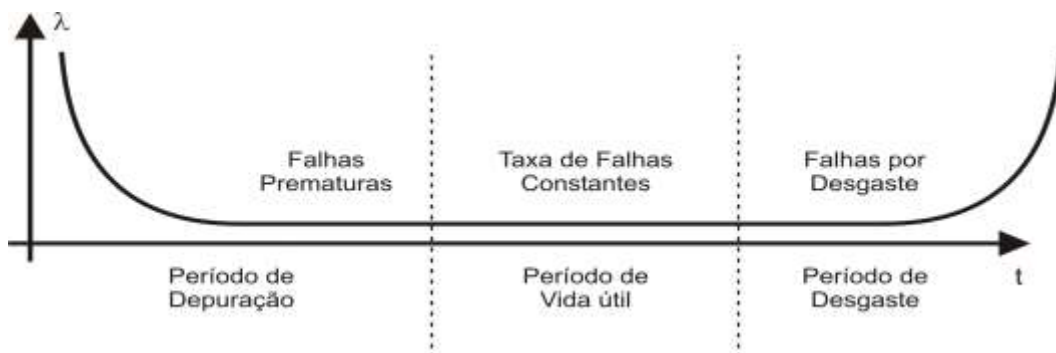 λ
Falhas
Prematuras
Taxa de Falhas
Constantes
Falhas por
Desgaste
Período de
Depuração
Período de
Vida útil
Período de
Desgaste
t